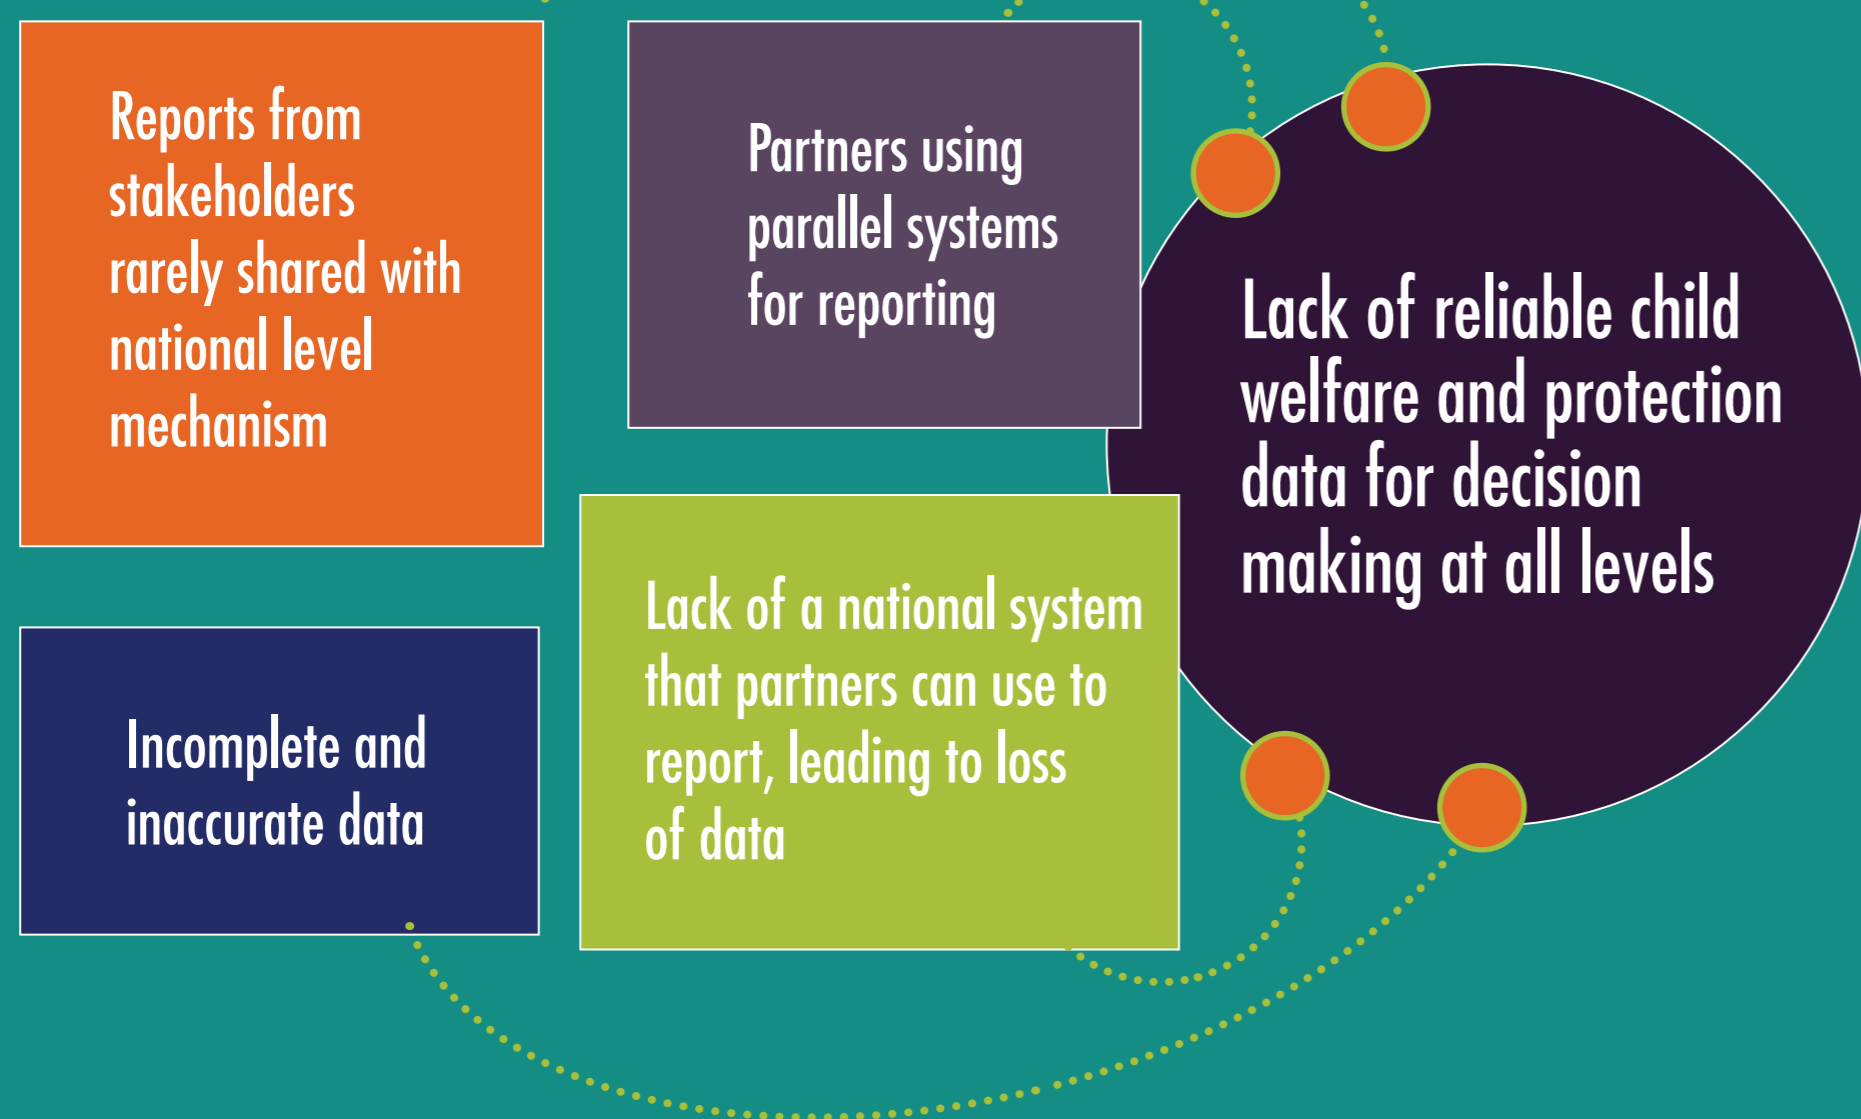 Reports from
stakeholders
rarely shared with
national level
mechanism
Partners using
parallel systems
for reporting
Lack of reliable child
welfare and protection
data for decision
making at all levels
Incomplete and
inaccurate data
Lack of a national system
that partners can use to
report, leading to loss
of data